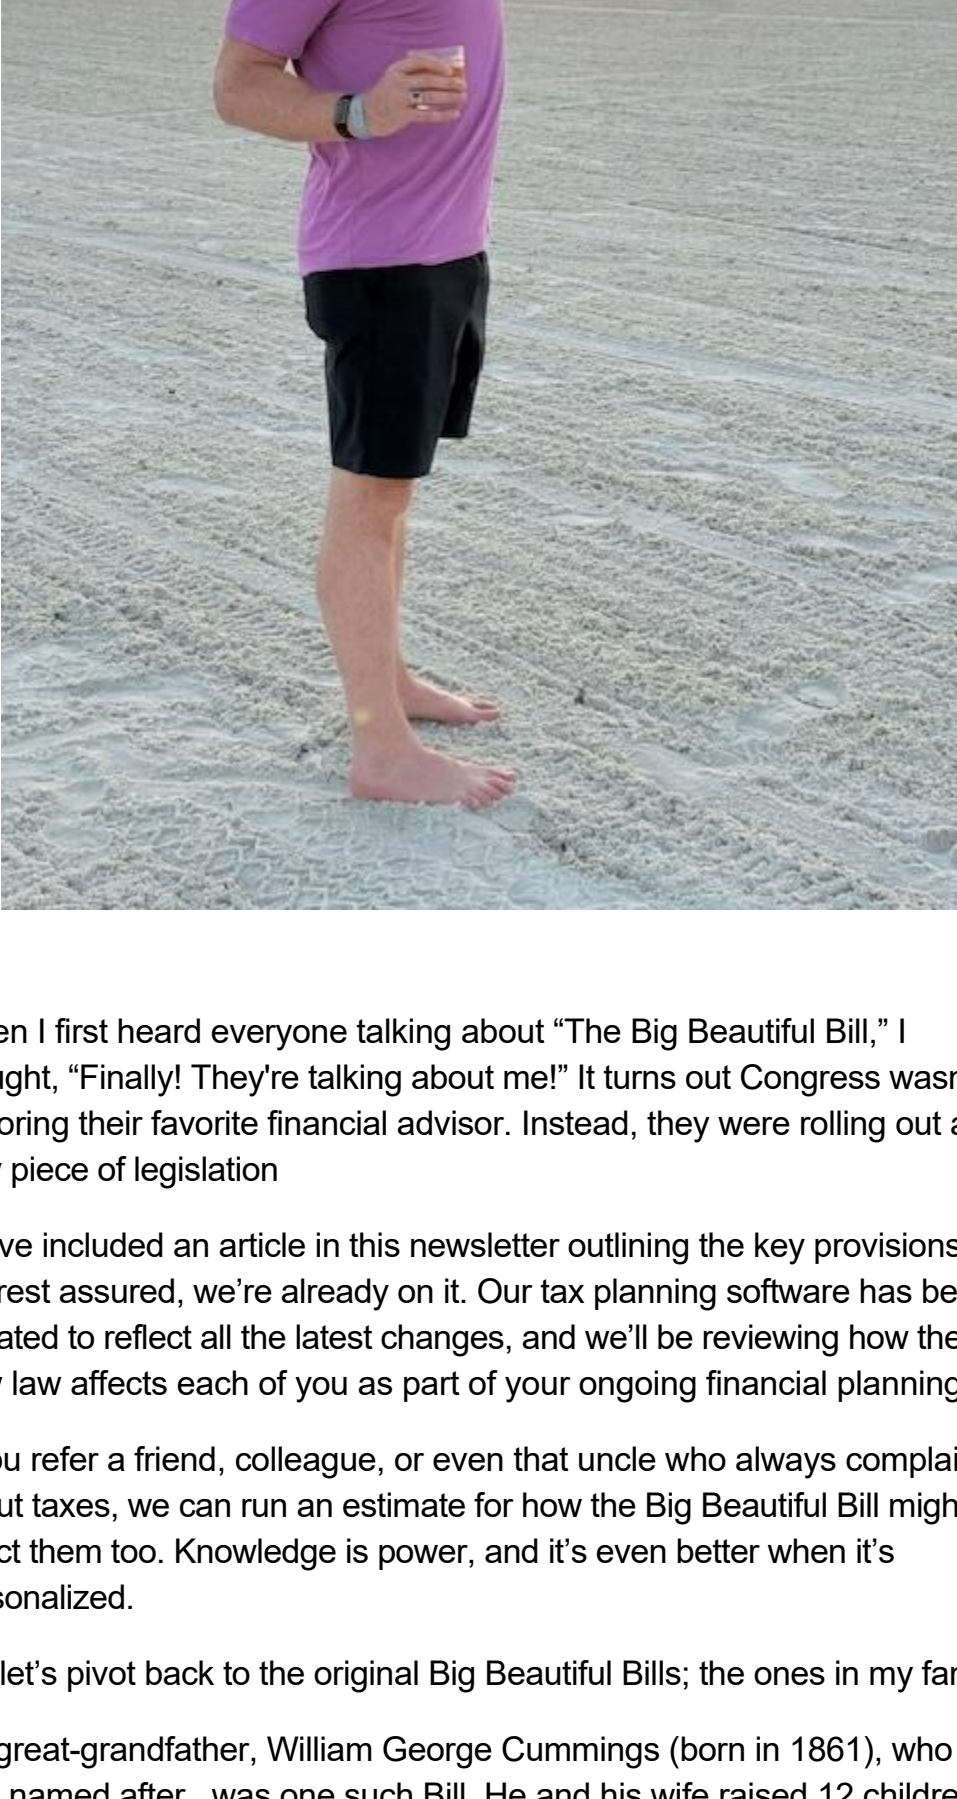 en I first heard everyone talking about “The Big Beautiful Bill,” I
ught, “Finally! They're talking about me!” It turns out Congress wasn
oring their favorite financial advisor. Instead, they were rolling out a
piece of legislation
ve included an article in this newsletter outlining the key provisions
rest assured, we’re already on it. Our tax planning software has be
ated to reflect all the latest changes, and we’ll be reviewing how the
law affects each of you as part of your ongoing financial planning
ou refer a friend, colleague, or even that uncle who always complai
ut taxes, we can run an estimate for how the Big Beautiful Bill migh
ct them too. Knowledge is power, and it’s even better when it’s
sonalized.
let’s pivot back to the original Big Beautiful Bills; the ones in my fam
great-grandfather, William George Cummings (born in 1861), who
named after, was one such Bill. He and his wife raised 12 childre